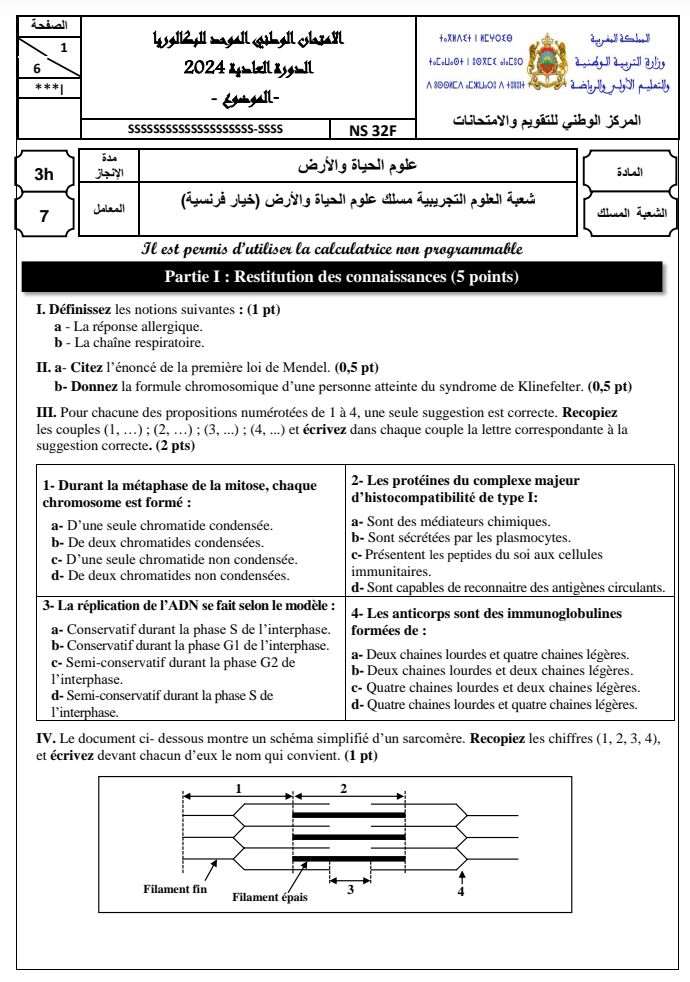 الصفحة
1
6
***|
الامتحان الوطني الموحد للبكالوريا
الدورة العادية 2024
- الموضوع -
SSSSSSSSSSSSSSSSSSSS-SSSS
NS 32F
المملكة المغربية
وزارة التربية الوطنية
والتعليم الأولي والرياضة
المركز الوطني للتقويم والامتحانات
3h
مدة الإنجاز
علوم الحياة والأرض
المادة
7
المعامل
شعبة العلوم التجريبية مسلك علوم الحياة والأرض (خيار فرنسية)
الشعبة المسلك
Il est permis d'utiliser la calculatrice non programmable
Partie I : Restitution des connaissances (5 points)
I. Définissez les notions suivantes : (1 pt)
a - La réponse allergique.
b - La chaîne respiratoire.
II. a- Citez l'énoncé de la première loi de Mendel. (0,5 pt)
b- Donnez la formule chromosomique d'une personne atteinte du syndrome de Klinefelter. (0,5 pt)
III. Pour chacune des propositions numérotées de 1 à 4, une seule suggestion est correcte. Recopiez
les couples (1, …) ; (2, …) ; (3, ...) ; (4, ...) et écrivez dans chaque couple la lettre correspondante à la
suggestion correcte. (2 pts)
1- Durant la métaphase de la mitose, chaque
chromosome est formé :
a- D'une seule chromatide condensée.
b- De deux chromatides condensées.
c- D'une seule chromatide non condensée.
d- De deux chromatides non condensées.
2- Les protéines du complexe majeur
d'histocompatibilité de type I:
a- Sont des médiateurs chimiques.
b- Sont sécrétées par les plasmocytes.
c- Présentent les peptides du soi aux cellules
immunitaires.
d- Sont capables de reconnaitre des antigènes circulants.
3- La réplication de l'ADN se fait selon le modèle :
a- Conservatif durant la phase S de l'interphase.
b- Conservatif durant la phase G1 de l'interphase.
c- Semi-conservatif durant la phase G2 de
l'interphase.
d- Semi-conservatif durant la phase S de
l'interphase.
4- Les anticorps sont des immunoglobulines
formées de :
a- Deux chaines lourdes et quatre chaines légères.
b- Deux chaines lourdes et deux chaines légères.
c- Quatre chaines lourdes et deux chaines légères.
d- Quatre chaines lourdes et quatre chaines légères.
IV. Le document ci- dessous montre un schéma simplifié d'un sarcomère. Recopiez les chiffres (1, 2, 3, 4),
et écrivez devant chacun d'eux le nom qui convient. (1 pt)
1
2
Filament fin
Filament épais
3
4